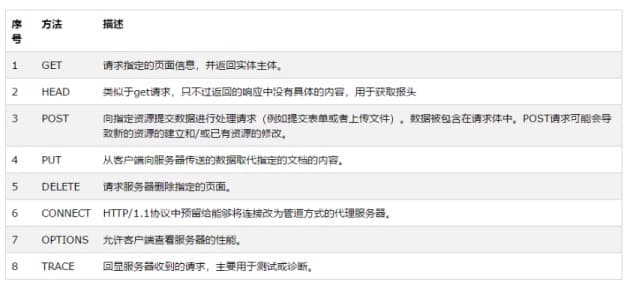 序号 方法 描述
1 GET 请求指定的页面信息，并返回实体主体。
2 HEAD 类似于get请求，只不过返回的响应中没有具体的内容，用于获取报头
3 POST 向指定资源提交数据进行处理请求（例如提交表单或者上传文件）。数据被包含在请求体中。POST请求可能会导
致新的资源的建立和/或已有资源的修改。
4 PUT 从客户端向服务器传送的数据取代指定的文档的内容。
5 DELETE 请求服务器删除指定的页面。
6 CONNECT HTTP/1.1协议中预留给能够将连接改为管道方式的代理服务器。
7 OPTIONS 允许客户端查看服务器的性能。
8 TRACE 回显服务器收到的请求，主要用于测试或诊断。